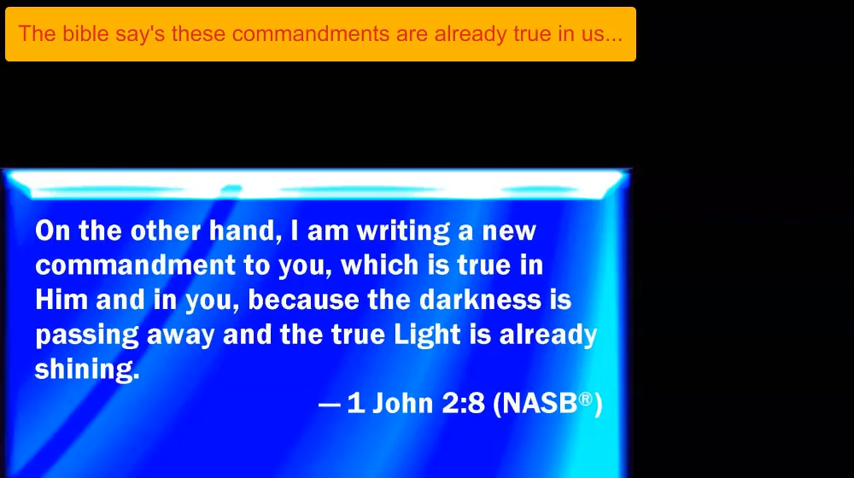 The bible say's these commandments are already true in us...
On the other hand, I am writing a new
commandment to you, which is true in
Him and in you, because the darkness is
passing away and the true Light is already
shining.
— 1 John 2:8 (NASB®)